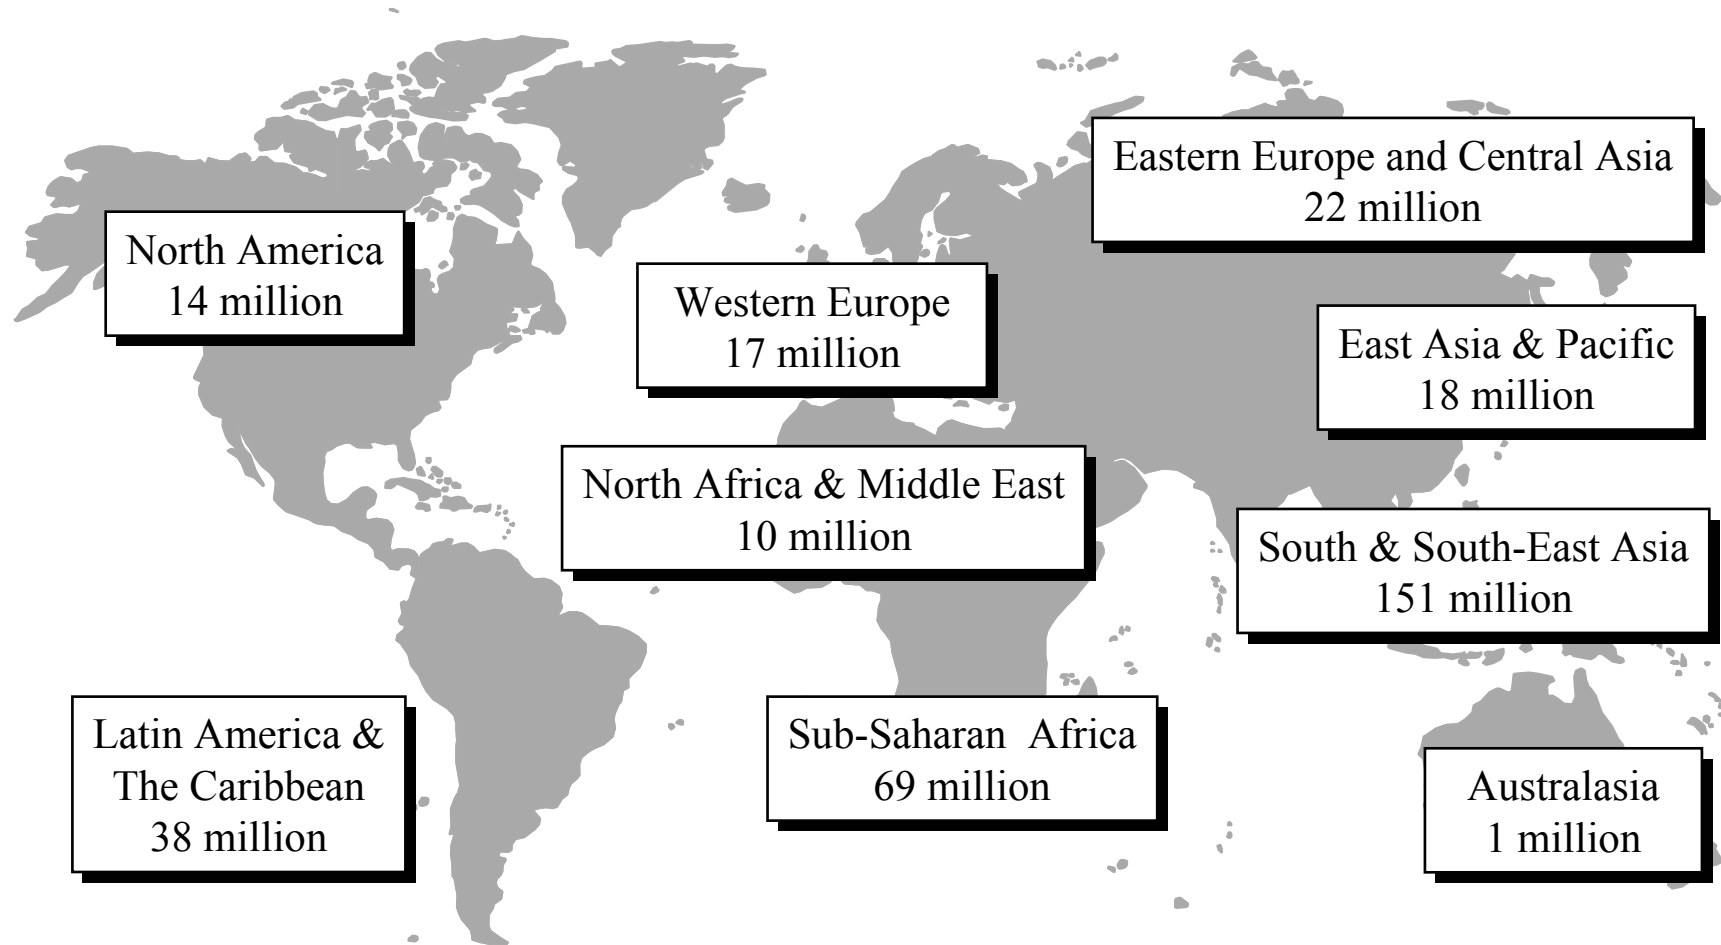 Eastern Europe and Central Asia
22 million
North America
14 million
Western Europe
17 million
East Asia & Pacific
18 million
North Africa & Middle East
10 million
South & South-East Asia
151 million
Latin America &
The Caribbean
38 million
Sub-Saharan  Africa
69 million
Australasia
1 million